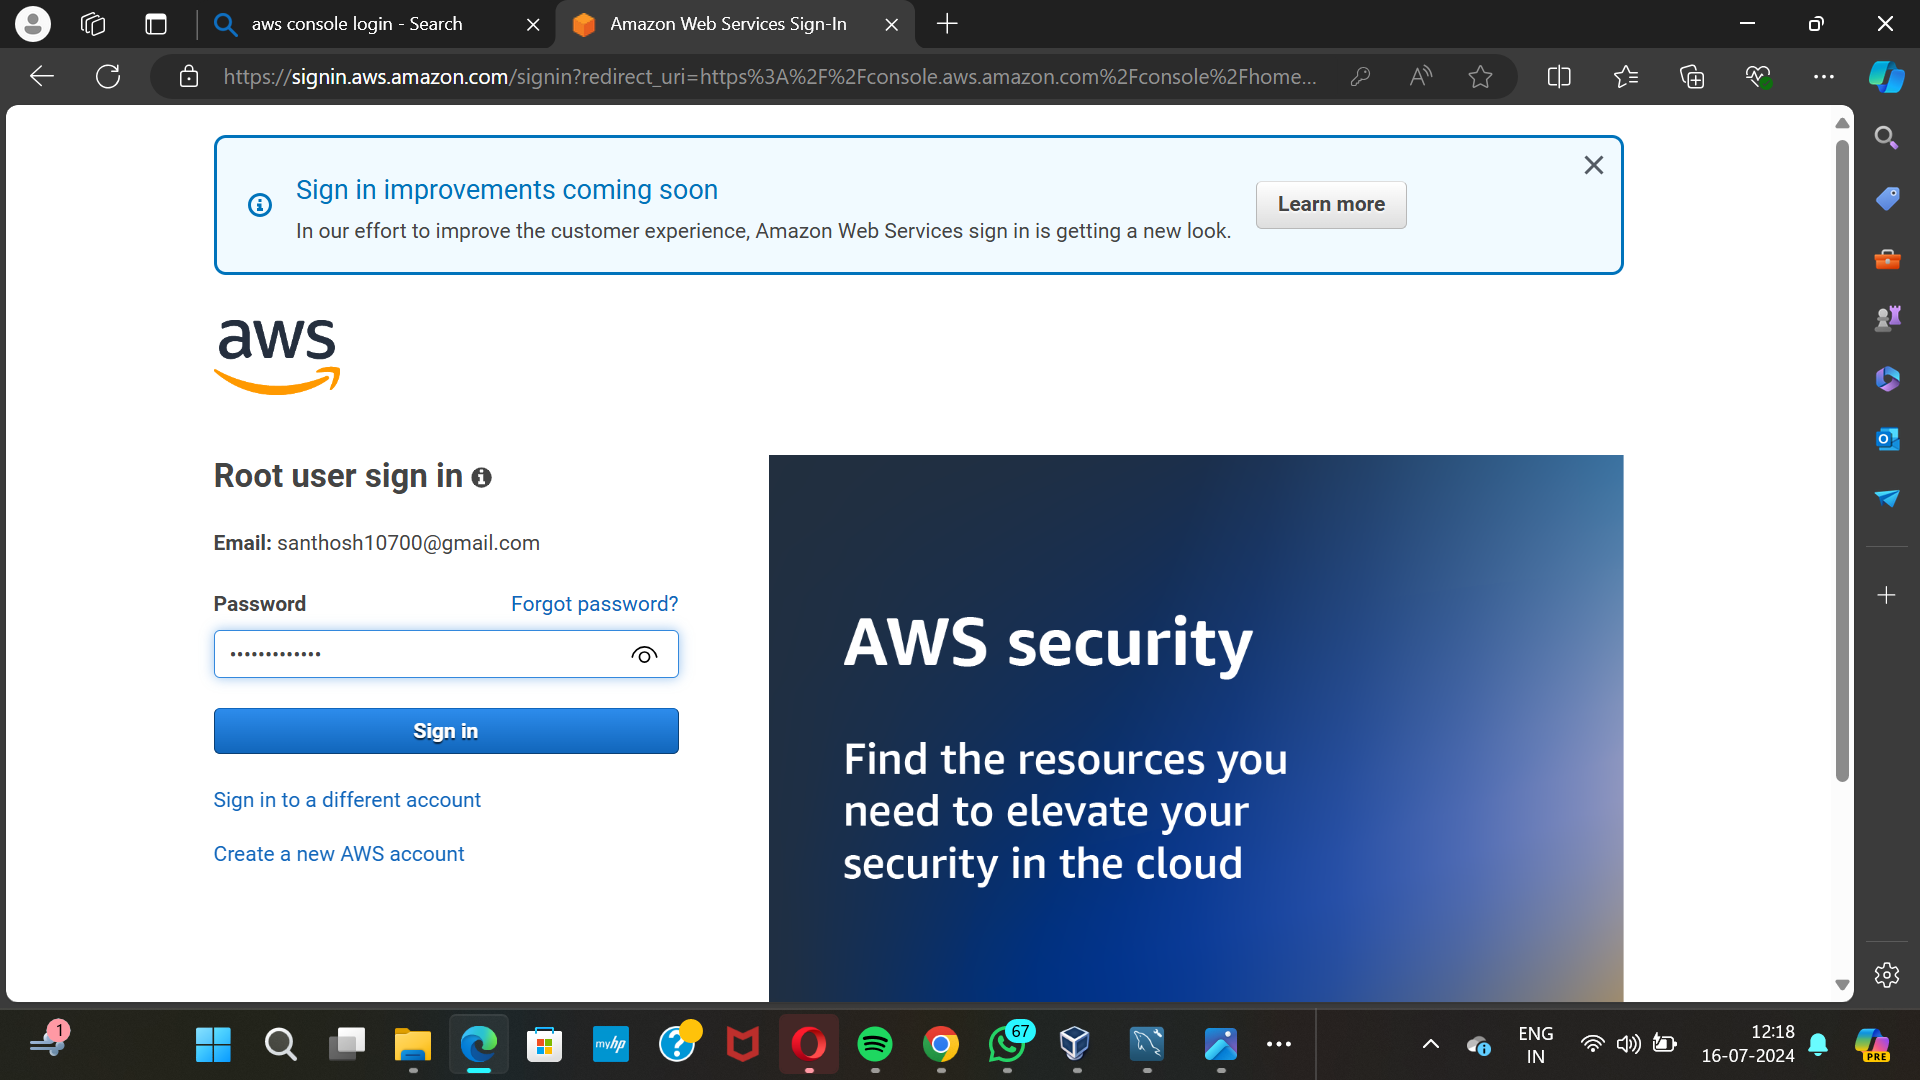 aws console login - Search
Amazon Web Services Sign-In
https://signin.aws.amazon.com/signin?redirect_uri=https%3A%2F%2Fconsole.aws.amazon.com%2Fconsole%2Fhome...
Sign in improvements coming soon
In our effort to improve the customer experience, Amazon Web Services sign in is getting a new look.
Learn more
aws
Root user sign in
Email: santhosh10700@gmail.com
Password
Forgot password?
•••••••••••••
Sign in
Sign in to a different account
Create a new AWS account
AWS security
Find the resources you
need to elevate your
security in the cloud
1
myhp
67
ENG
IN
12:18
16-07-2024
PRE